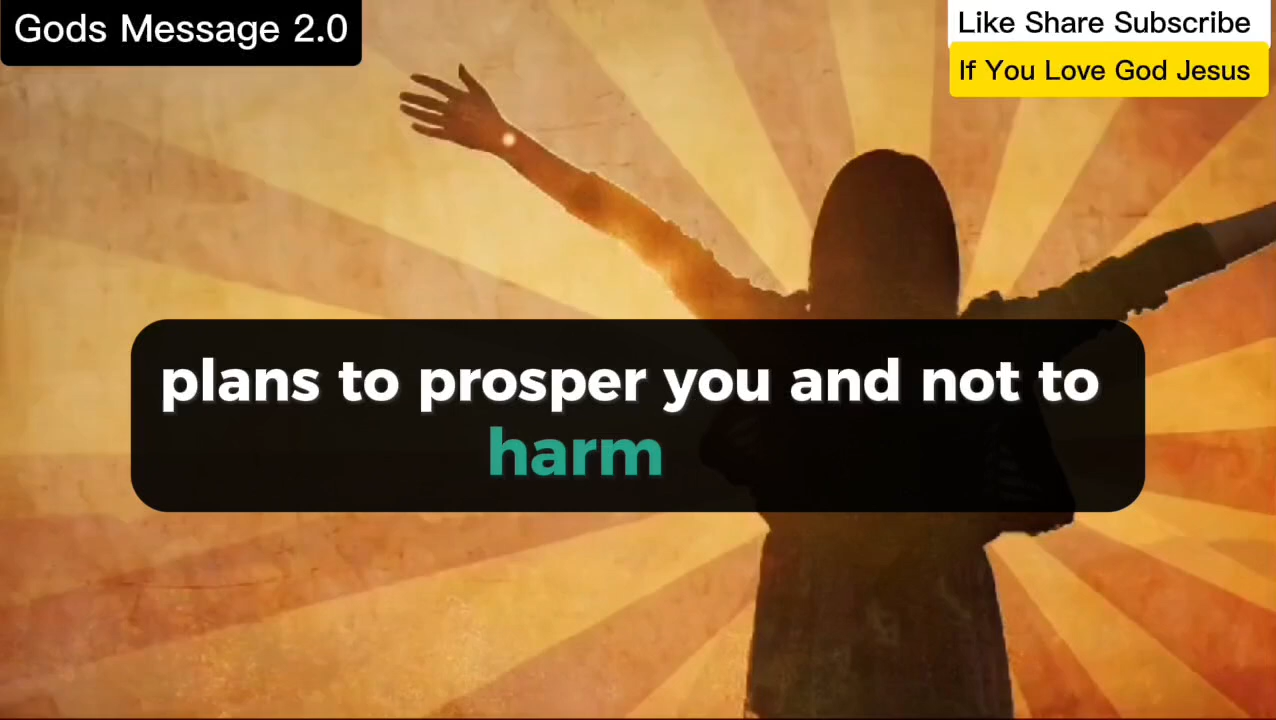 Gods Message 2.0
Like Share Subscribe
If You Love God Jesus
plans to prosper you and not to
harm